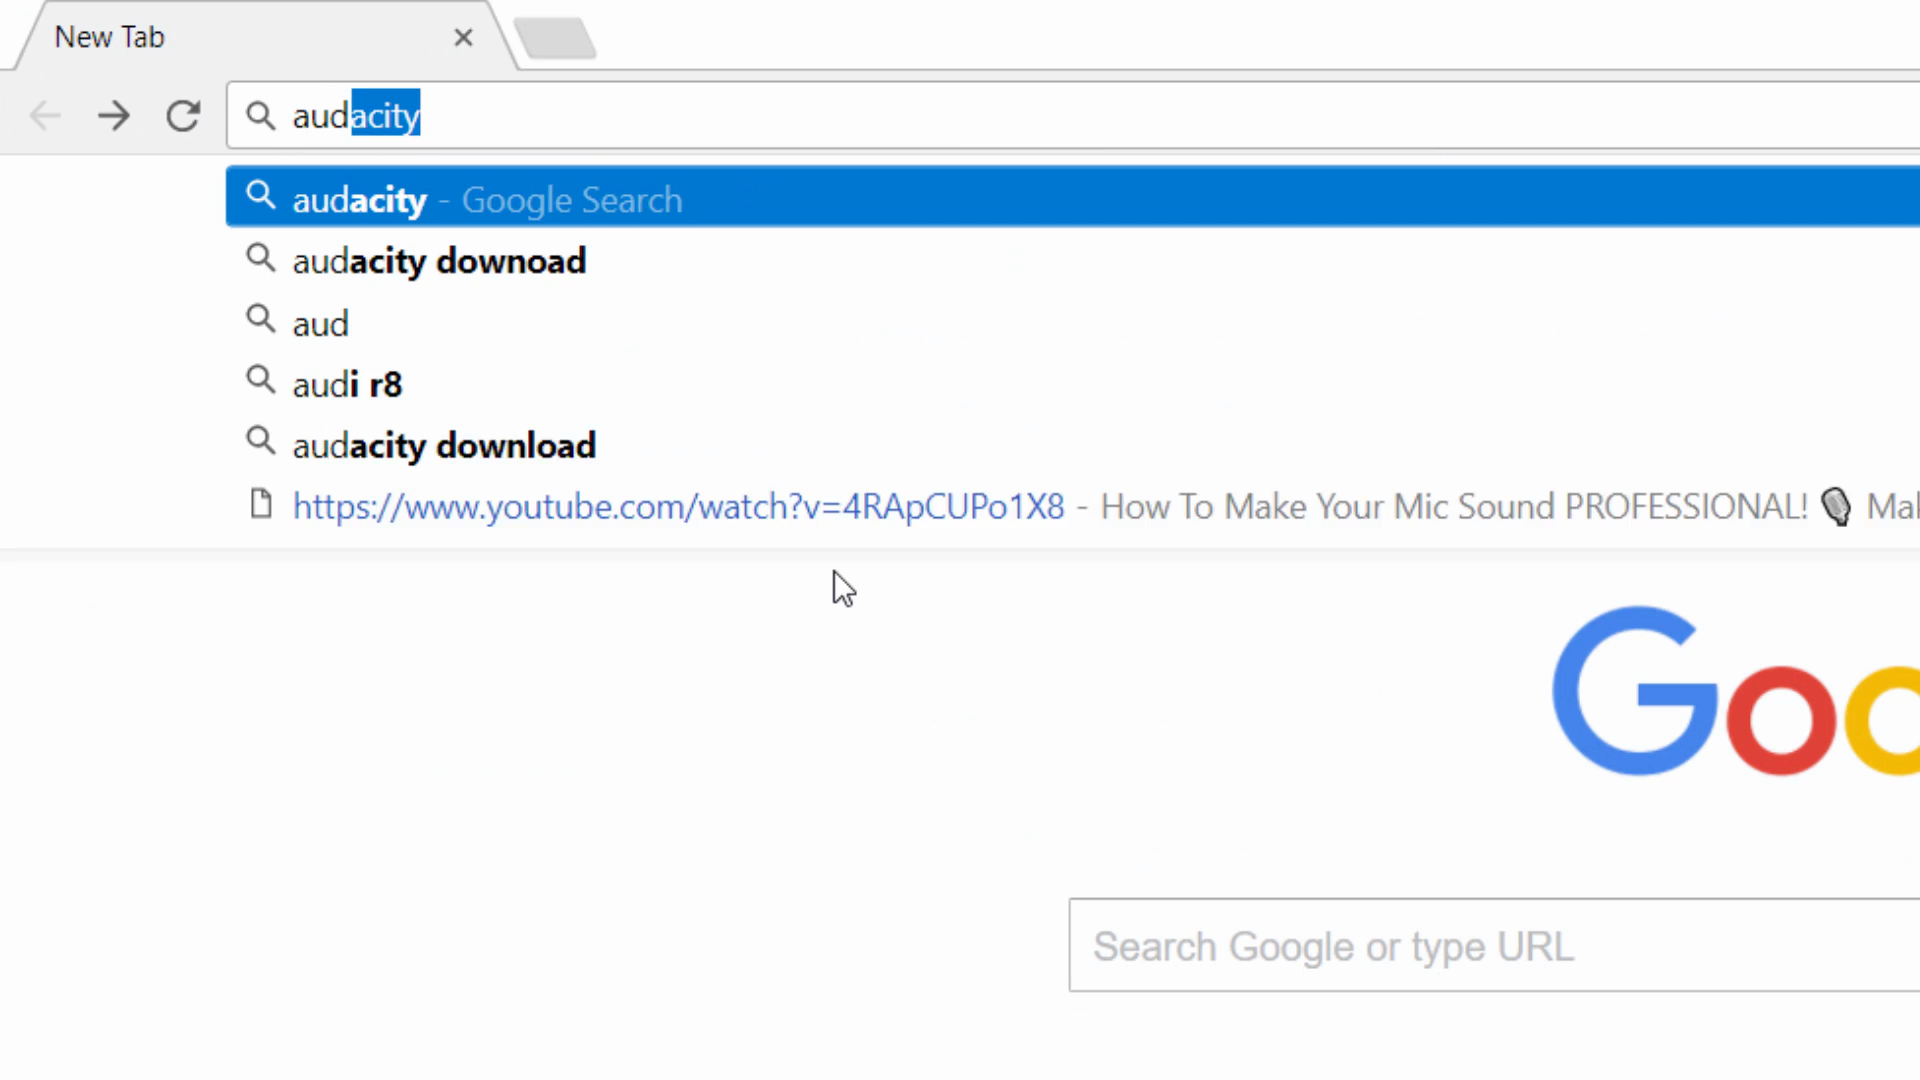 New Tab
audacity
audacity - Google Search
audacity downoad
aud
audi r8
audacity download
https://www.youtube.com/watch?v=4RApCUPo1X8 - How To Make Your Mic Sound PROFESSIONAL! 🎙 Mak
Goo
Search Google or type URL